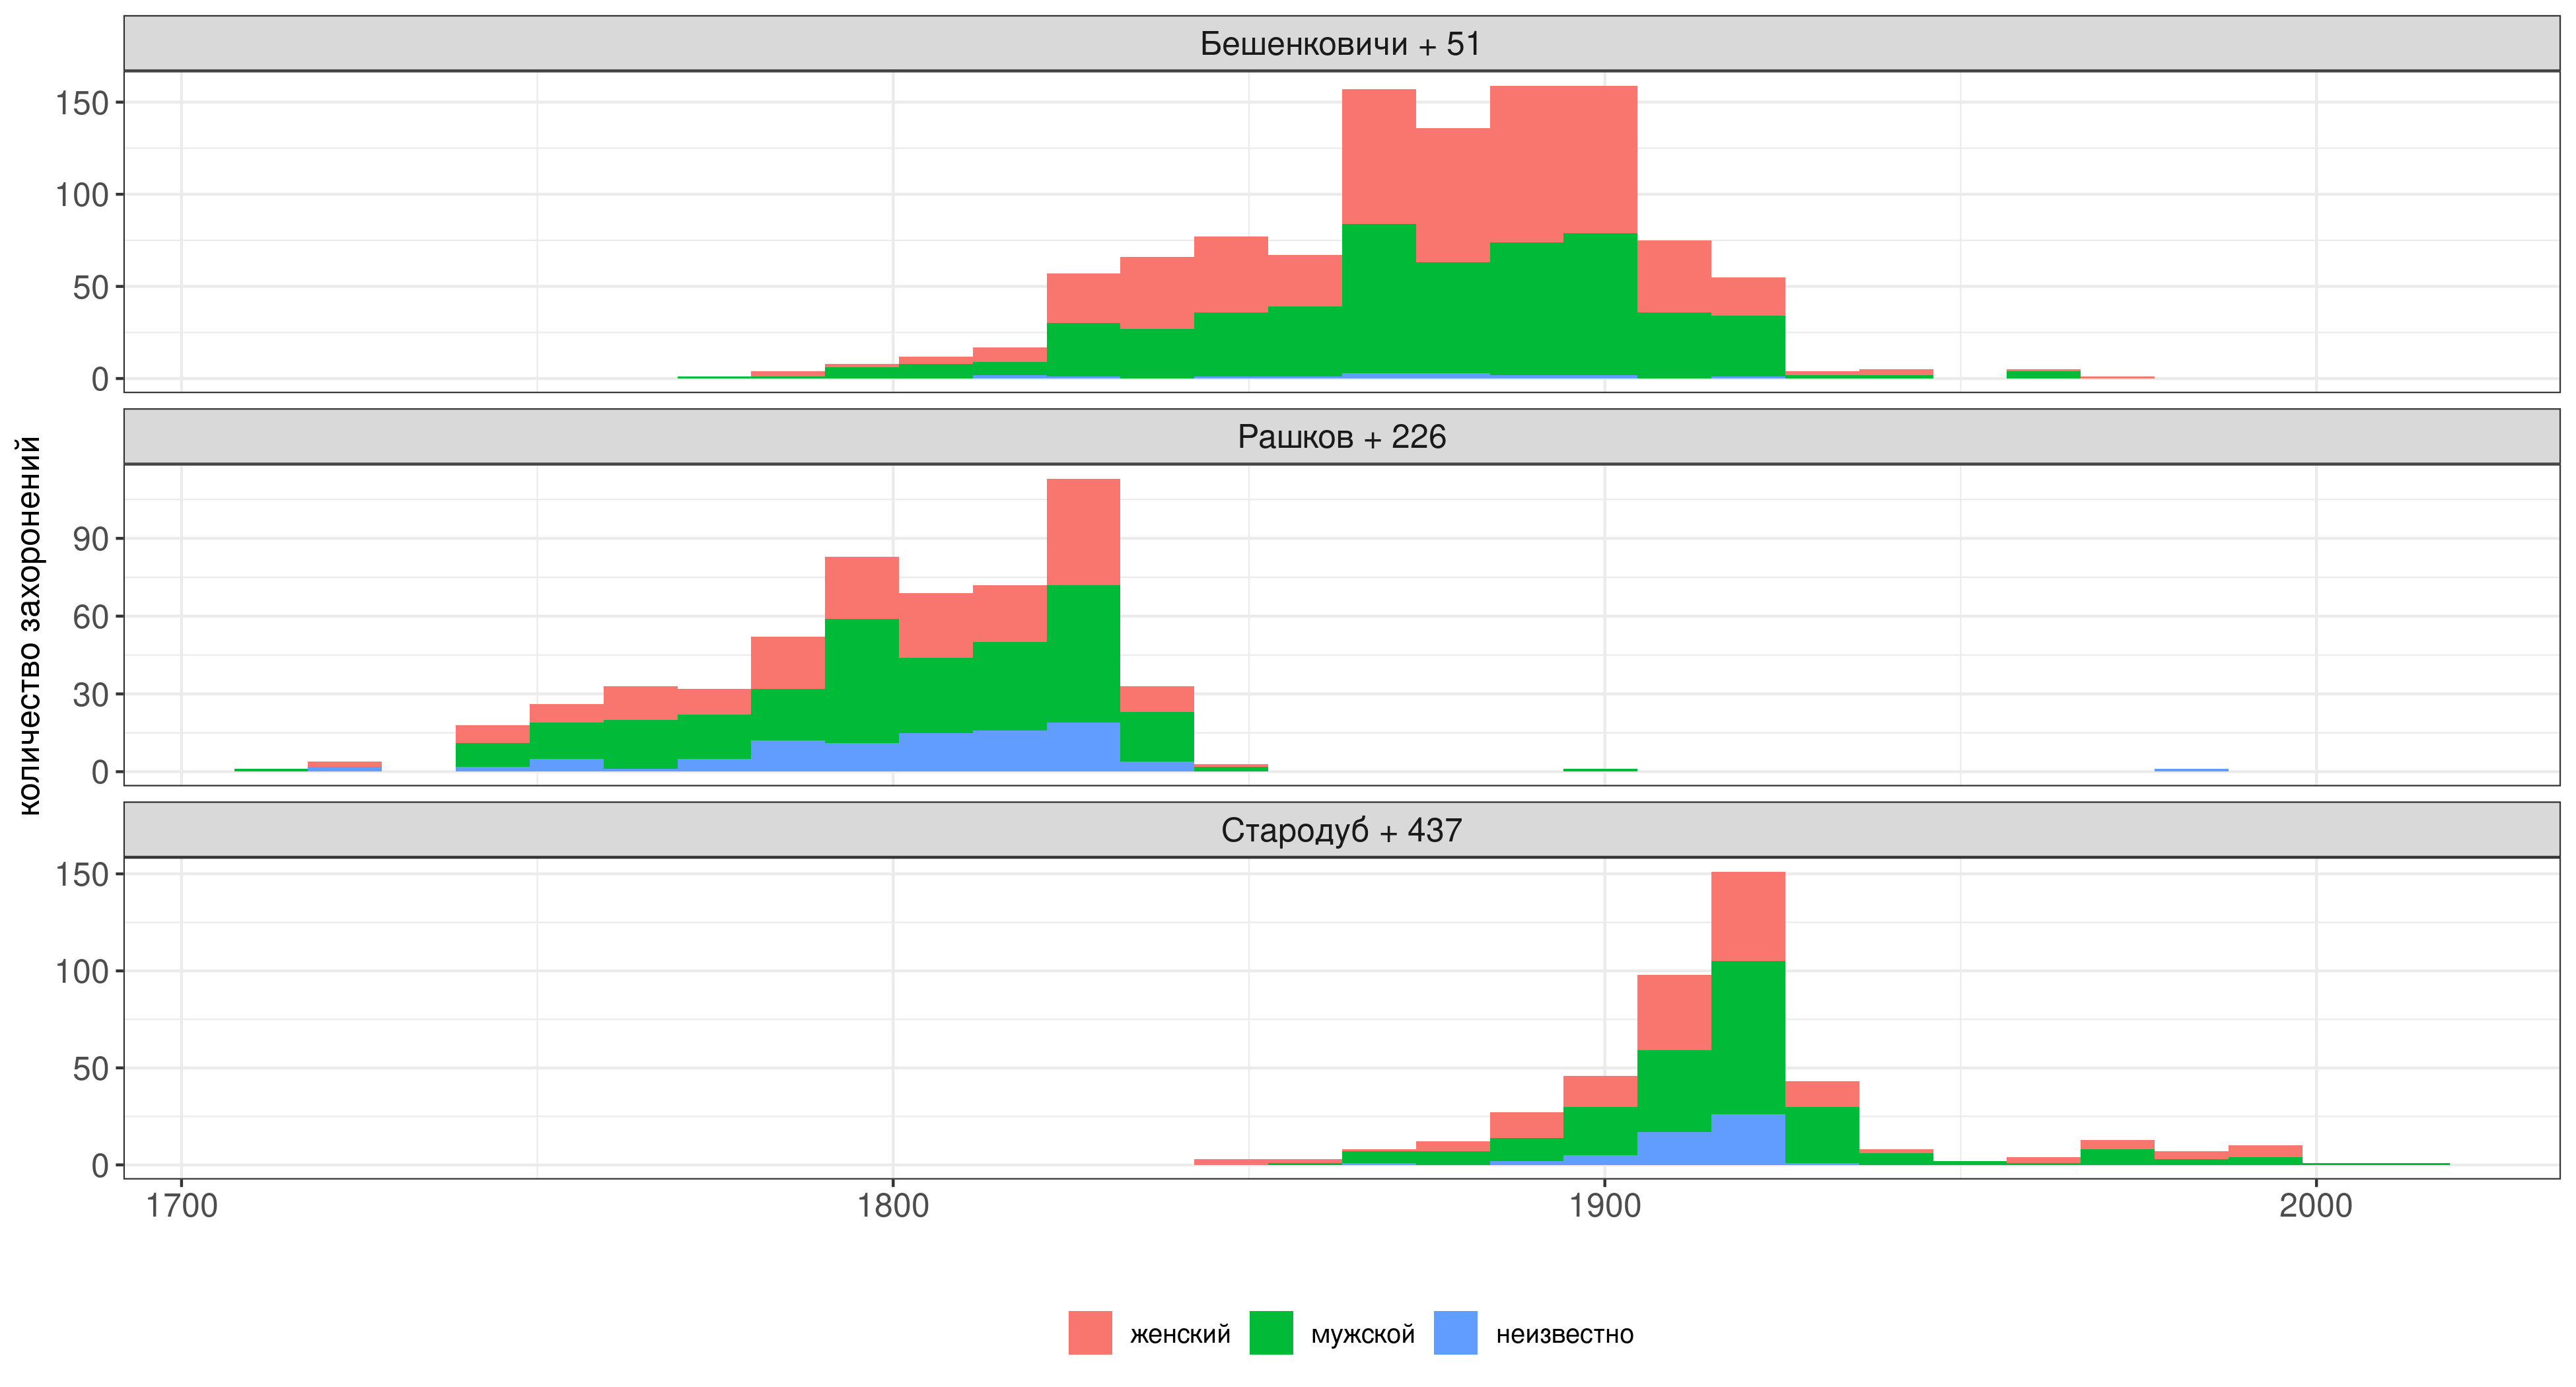 Бешенковичи + 51
150
100
50
0
Рашков + 226
90
60
30
0
количество захоронений
Стародуб + 437
150
100
50
0
1700 1800 1900 2000
женский мужской неизвестно